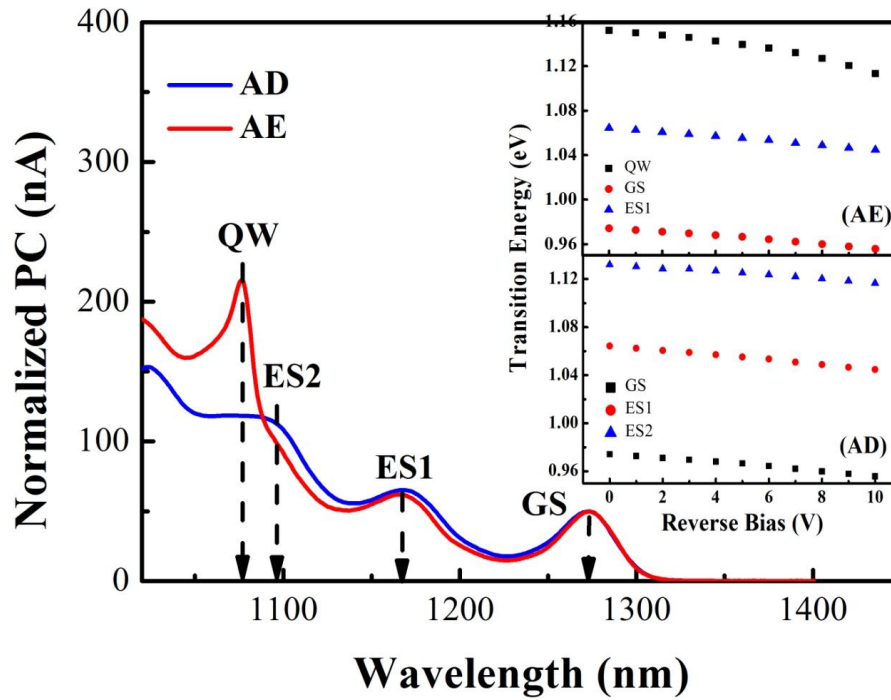 400
300
200
100
0
Normalized PC (nA)
AD
AE
QW
ES2
ES1
GS
1100
1200
1300
1400
Wavelength (nm)
1.16
1.12
1.08
1.04
1.00
0.96
QW
GS
ES1
(AE)
Transition Energy (eV)
1.12
1.08
1.04
1.00
0.96
GS
ES1
ES2
(AD)
0
2
4
6
8
10
Reverse Bias (V)